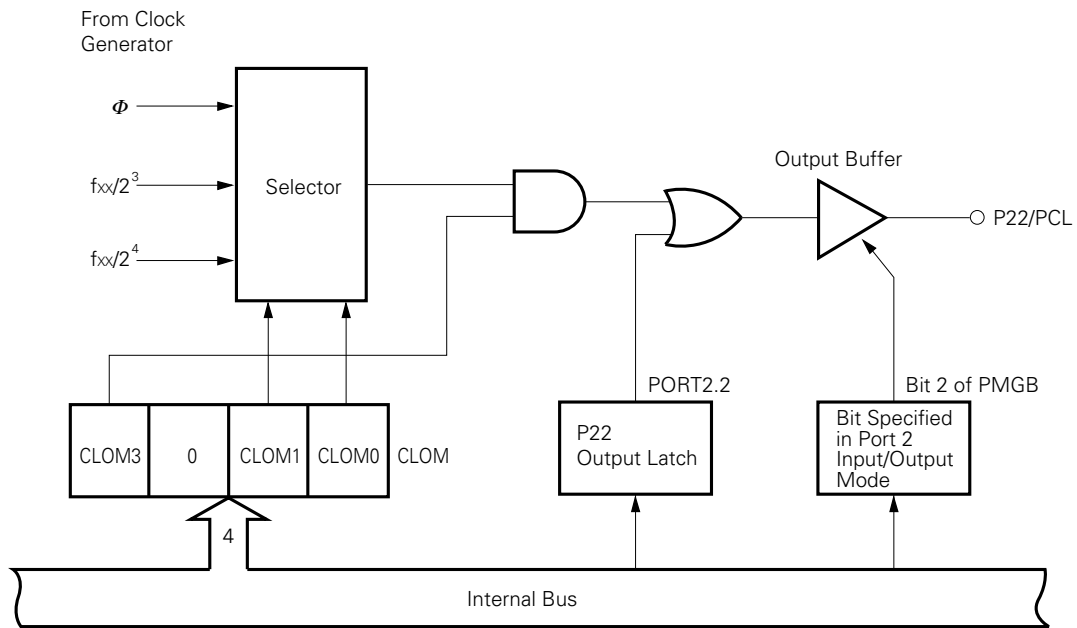 From Clock
Generator
Φ
fxx/2³
fxx/2⁴
Selector
Output Buffer
P22/PCL
CLOM3
0
CLOM1
CLOM0
CLOM
PORT2.2
P22
Output Latch
Bit 2 of PMGB
Bit Specified
in Port 2
Input/Output
Mode
4
Internal Bus